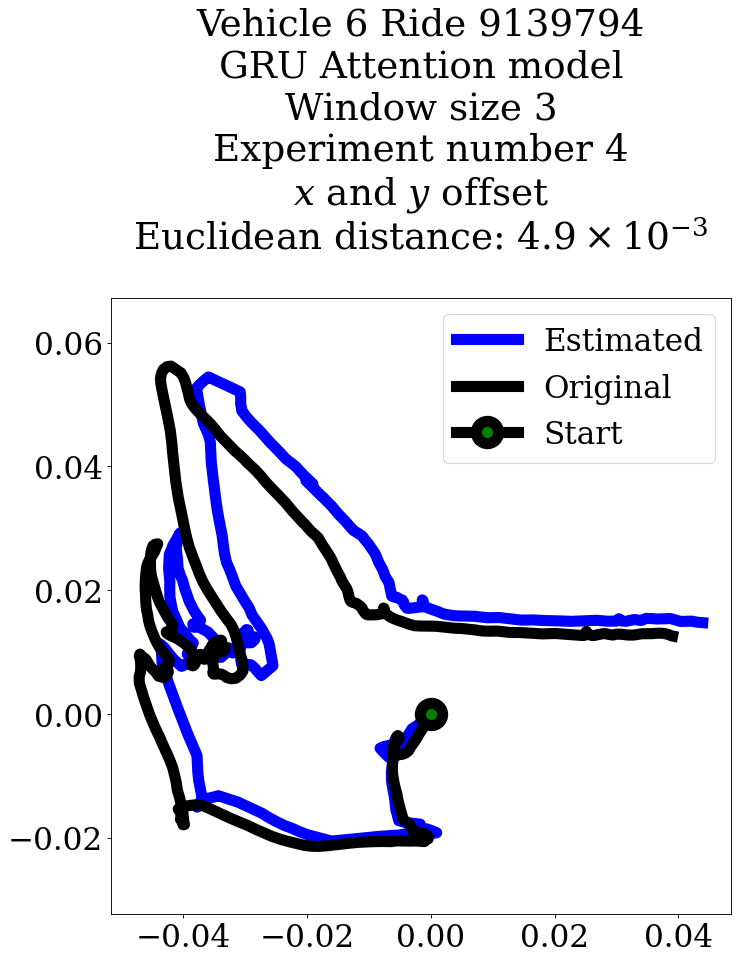 Vehicle 6 Ride 9139794
GRU Attention model
Window size 3
Experiment number 4
x and y offset
Euclidean distance: 4.9 × 10⁻³
Estimated
Original
Start
0.06
0.04
0.02
0.00
−0.02
−0.04 −0.02 0.00 0.02 0.04